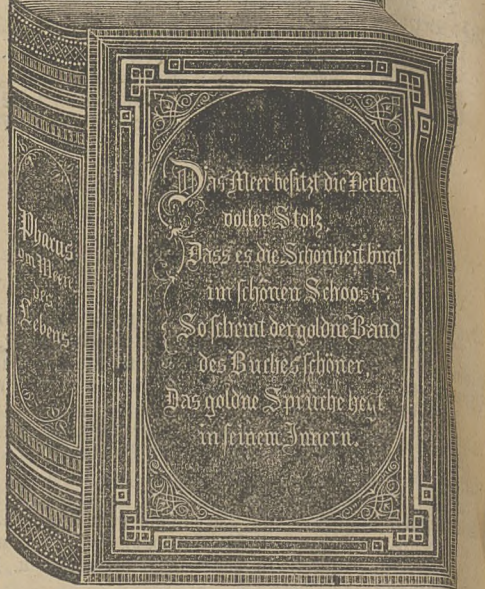 Pharus
am Meere
des
Lebens.
Das Meer besitzt die Perlen
voller Stolz,
Dass es die Schönheit birgt
im schönen Schooss:
So scheint der goldne Band
des Buches schöner,
Das goldne Sprüche hegt
in seinem Innern.